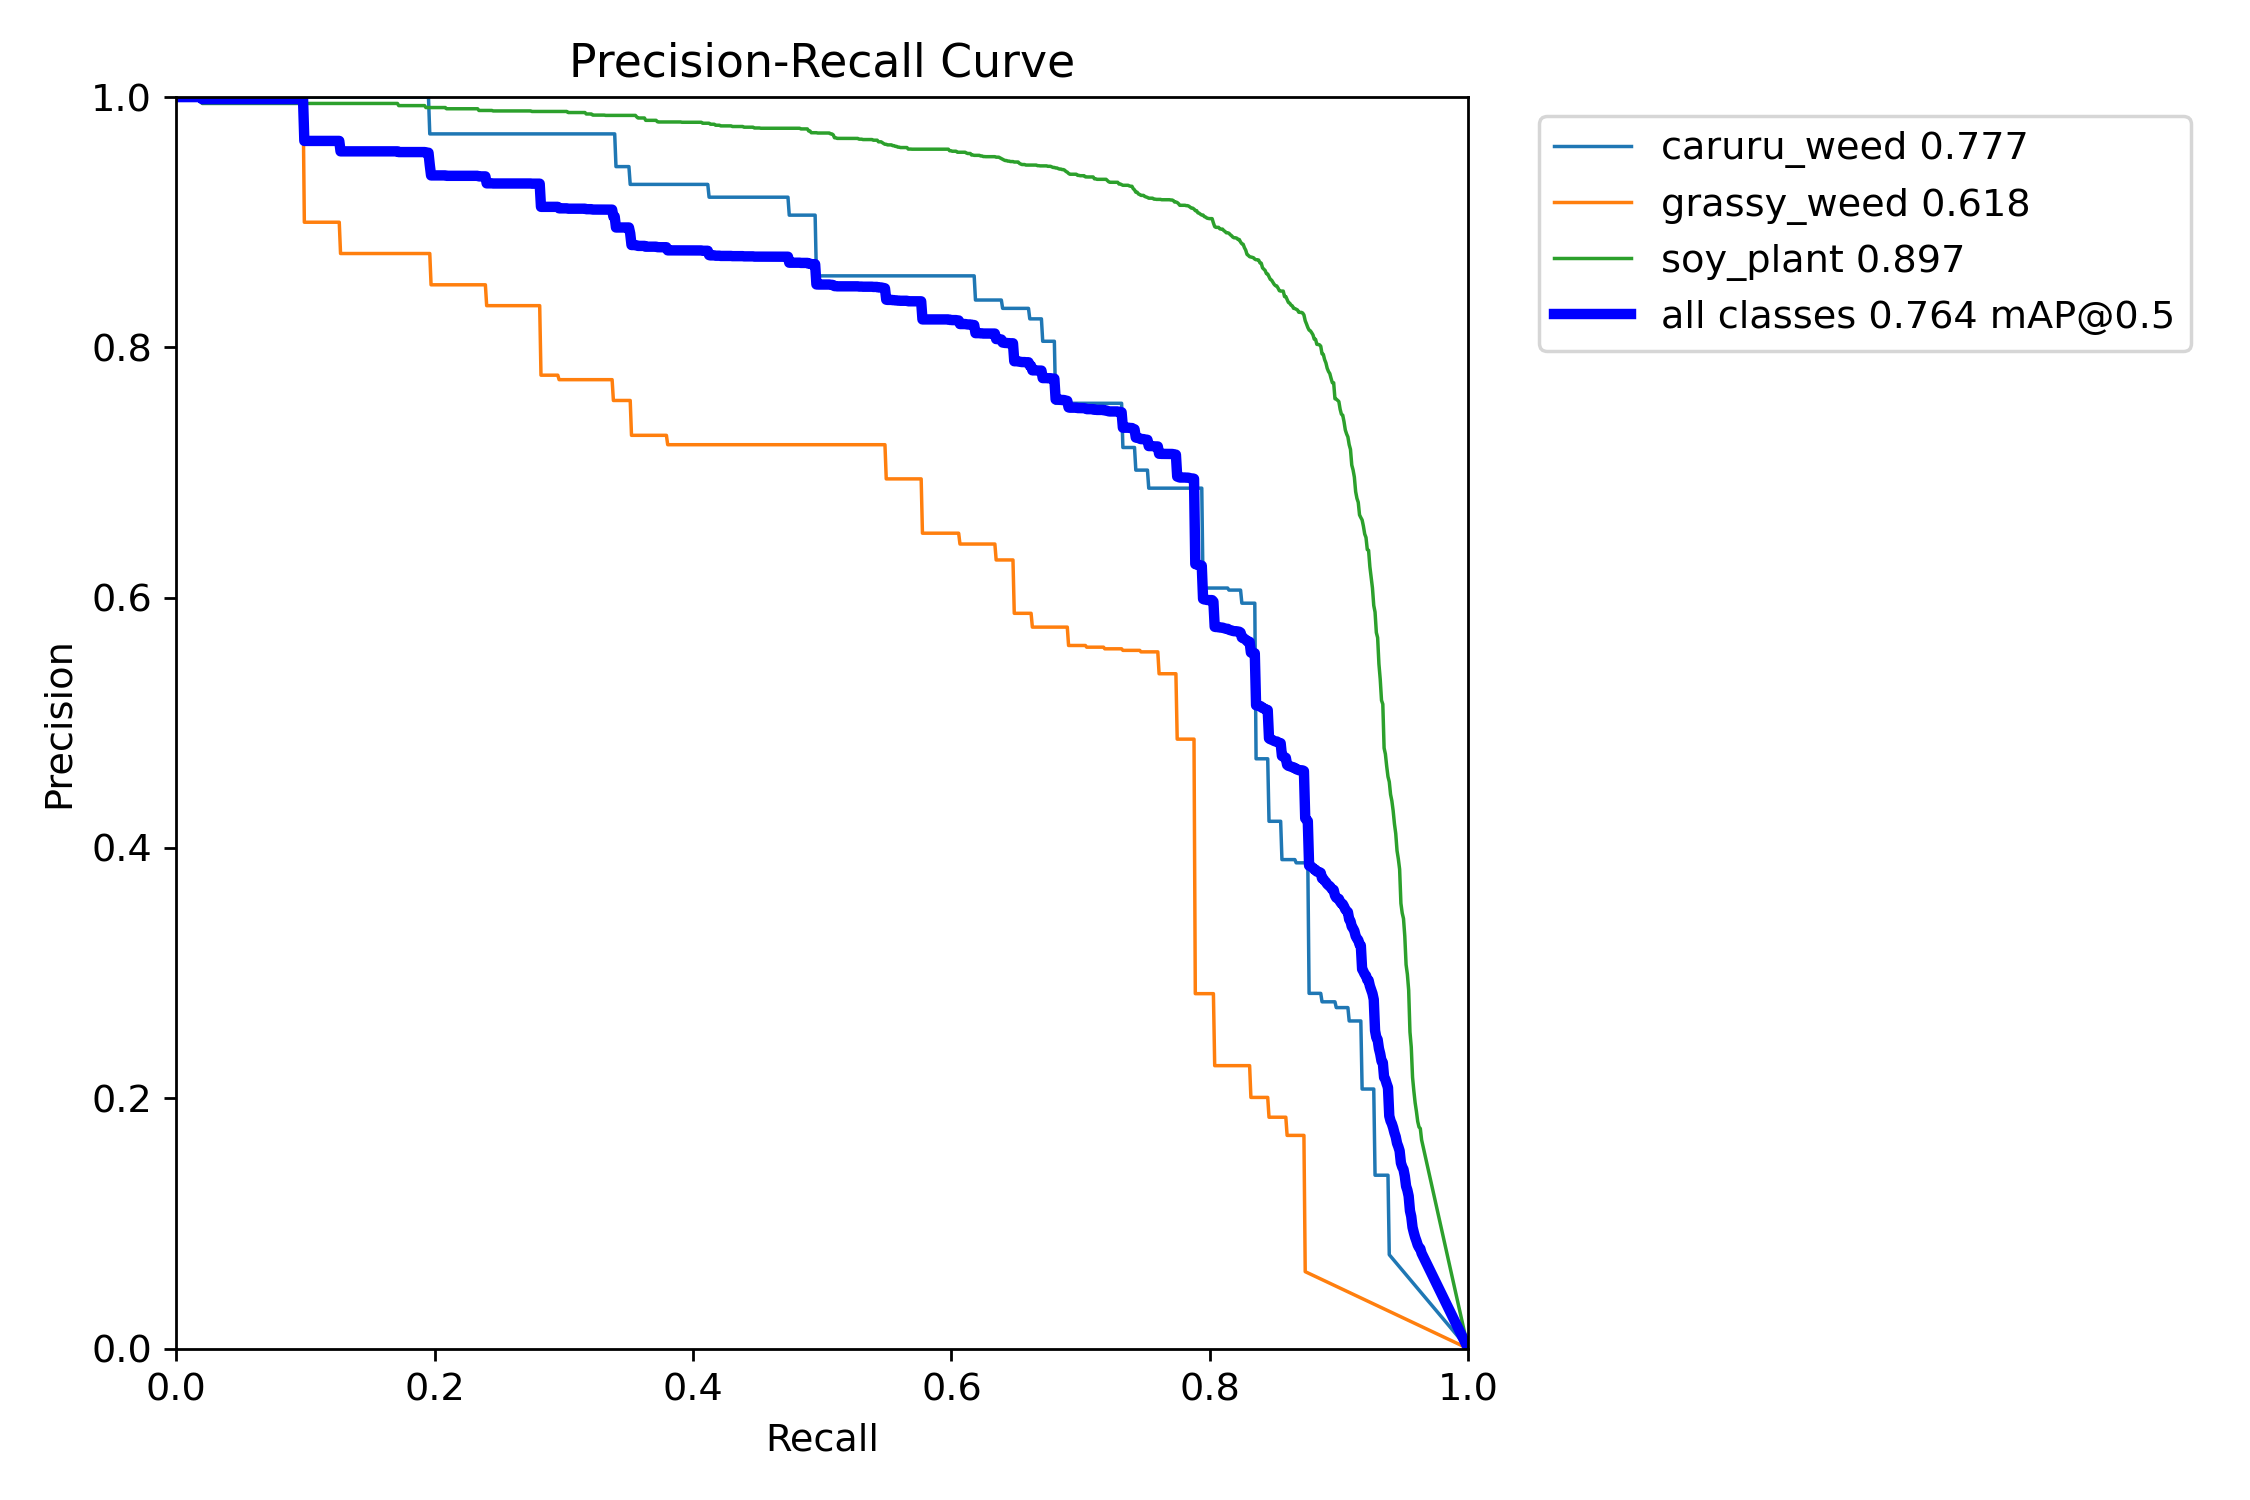 Precision-Recall Curve
1.0
0.8
0.6
0.4
0.2
0.0
Precision
0.0 0.2 0.4 0.6 0.8 1.0
Recall
caruru_weed 0.777
grassy_weed 0.618
soy_plant 0.897
all classes 0.764 mAP@0.5